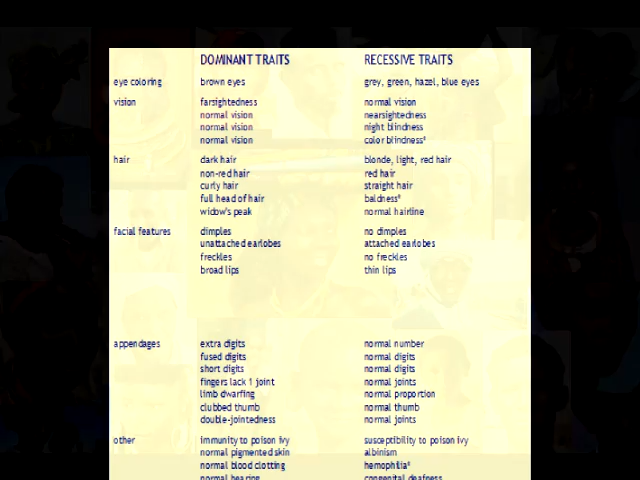 DOMINANT TRAITS RECESSIVE TRAITS
eye coloring brown eyes grey, green, hazel, blue eyes
vision farsightedness normal vision
normal vision nearsightedness
normal vision night blindness
normal vision color blindness*
hair dark hair blonde, light, red hair
non-red hair red hair
curly hair straight hair
full head of hair baldness*
widow's peak normal hairline
facial features dimples no dimples
unattached earlobes attached earlobes
freckles no freckles
broad lips thin lips
appendages extra digits normal number
fused digits normal digits
short digits normal digits
fingers lack 1 joint normal joints
limb dwarfing normal proportion
clubbed thumb normal thumb
double-jointedness normal joints
other immunity to poison ivy susceptibility to poison ivy
normal pigmented skin albinism
normal blood clotting hemophilia*
normal hearing congenital deafness